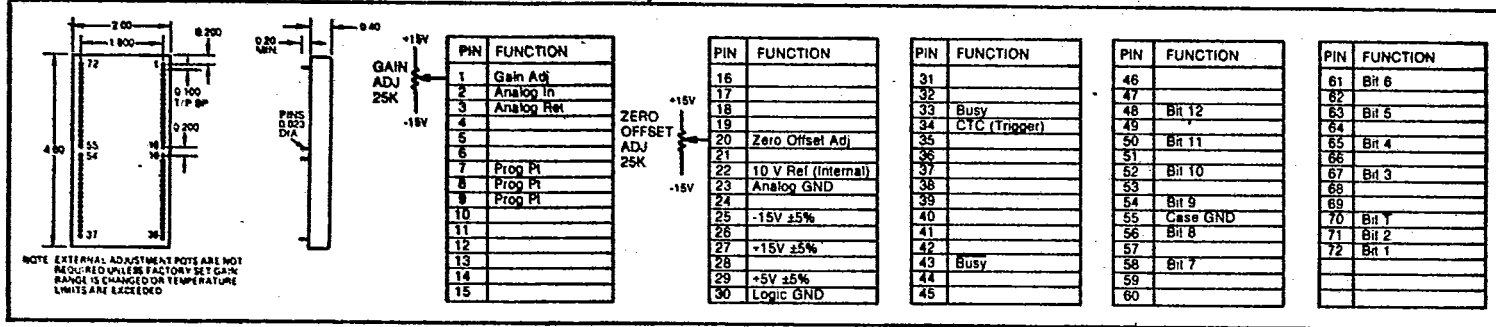 2.00
1.800
0.200
0.20 MIN.
0.40
72
1
0.100
T/P
0.200
4.00
55
54
37
PINS
0.023
DIA
NOTE EXTERNAL ADJUSTMENT POTS ARE NOT
REQUIRED UNLESS FACTORY SET GAIN
RANGE IS CHANGED OR TEMPERATURE
LIMITS ARE EXCEEDED
+15V
GAIN
ADJ
25K
-15V
PIN FUNCTION
1 Gain Adj
2 Analog In
3 Analog Ret
4
5
6
7 Prog Pt
8 Prog Pt
9 Prog Pt
10
11
12
13
14
15
+15V
ZERO
OFFSET
ADJ
25K
-15V
PIN FUNCTION
16
17
18
19
20 Zero Offset Adj
21
22 10 V Ref (Internal)
23 Analog GND
24
25 -15V ±5%
26
27 +15V ±5%
28
29 +5V ±5%
30 Logic GND
PIN FUNCTION
31
32
33 Busy
34 CTC (Trigger)
35
36
37
38
39
40
41
42
43 Busy
44
45
PIN FUNCTION
46
47
48 Bit 12
49
50 Bit 11
51
52 Bit 10
53
54 Bit 9
55 Case GND
56 Bit 8
57
58 Bit 7
59
60
PIN FUNCTION
61 Bit 6
62
63 Bit 5
64
65 Bit 4
66
67 Bit 3
68
69
70 Bit 1
71 Bit 2
72 Bit 1